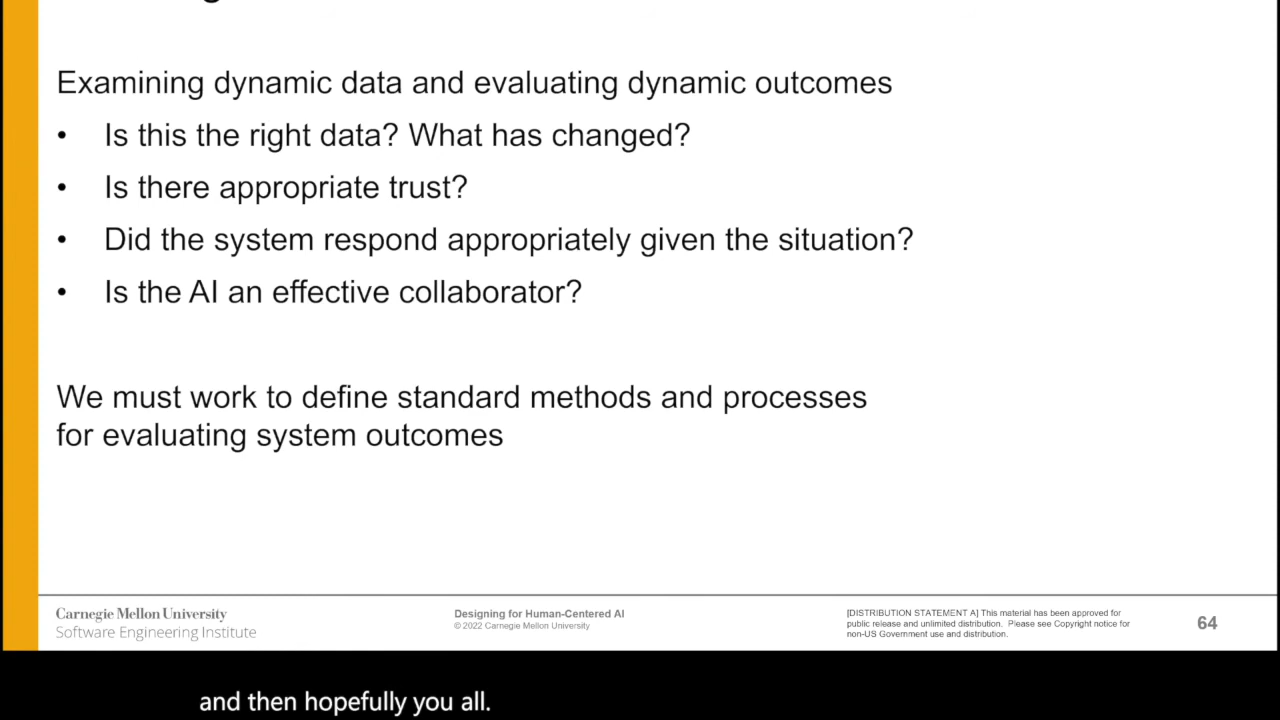 Examining dynamic data and evaluating dynamic outcomes
• Is this the right data? What has changed?
• Is there appropriate trust?
• Did the system respond appropriately given the situation?
• Is the AI an effective collaborator?
We must work to define standard methods and processes
for evaluating system outcomes
Carnegie Mellon University
Software Engineering Institute
Designing for Human-Centered AI
© 2022 Carnegie Mellon University
[DISTRIBUTION STATEMENT A] This material has been approved for
public release and unlimited distribution. Please see Copyright notice for
non-US Government use and distribution.
64
and then hopefully you all.